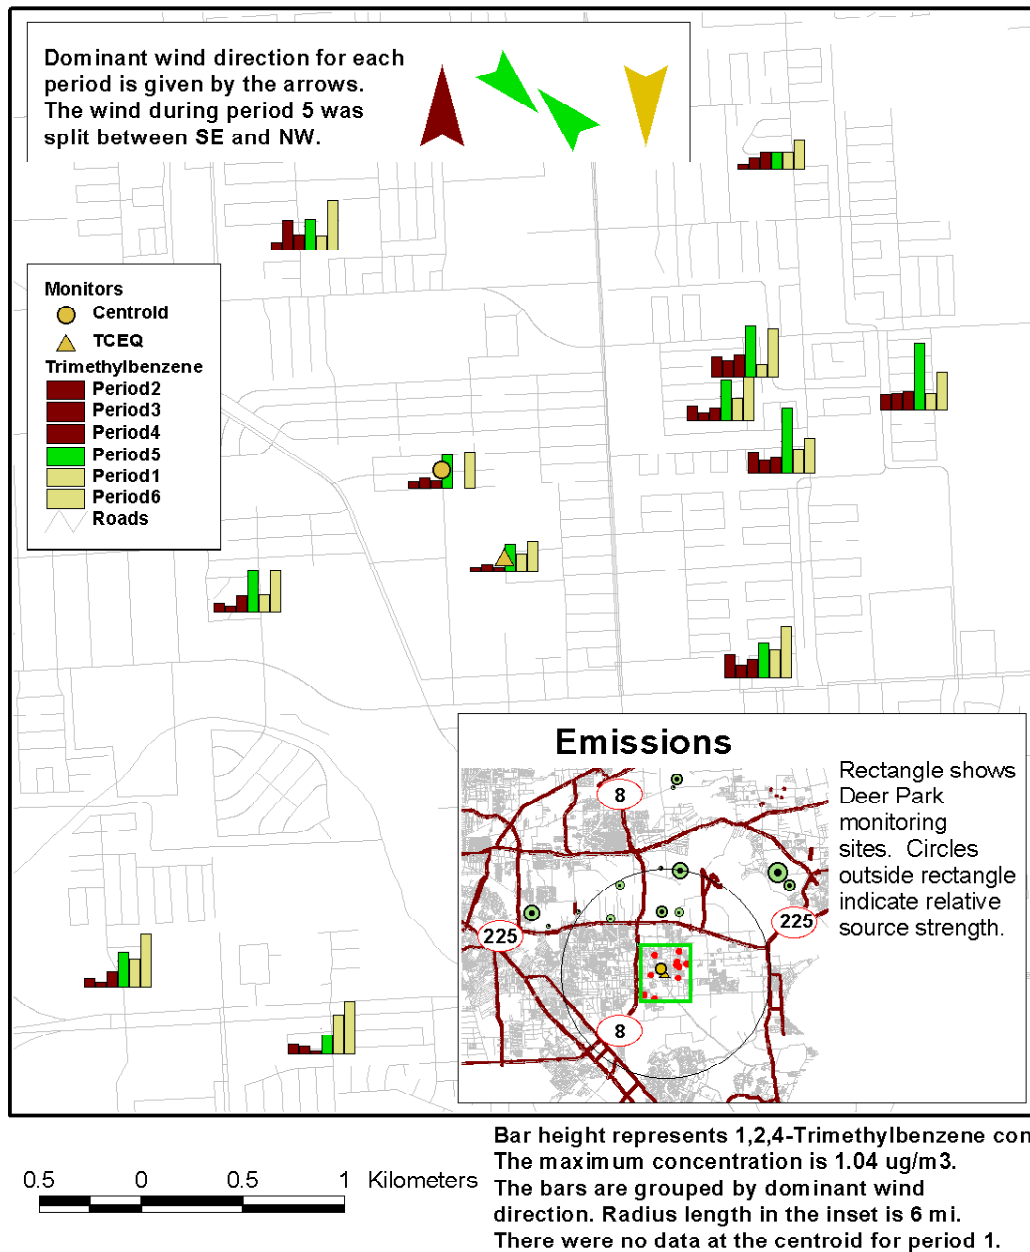 Dominant wind direction for each
period is given by the arrows.
The wind during period 5 was
split between SE and NW.
Monitors
Centroid
TCEQ
Trimethylbenzene
Period2
Period3
Period4
Period5
Period1
Period6
Roads
Emissions
Rectangle shows
Deer Park
monitoring
sites. Circles
outside rectangle
indicate relative
source strength.
8
225
225
8
0.5 0 0.5 1 Kilometers
Bar height represents 1,2,4-Trimethylbenzene con
The maximum concentration is 1.04 ug/m3.
The bars are grouped by dominant wind
direction. Radius length in the inset is 6 mi.
There were no data at the centroid for period 1.